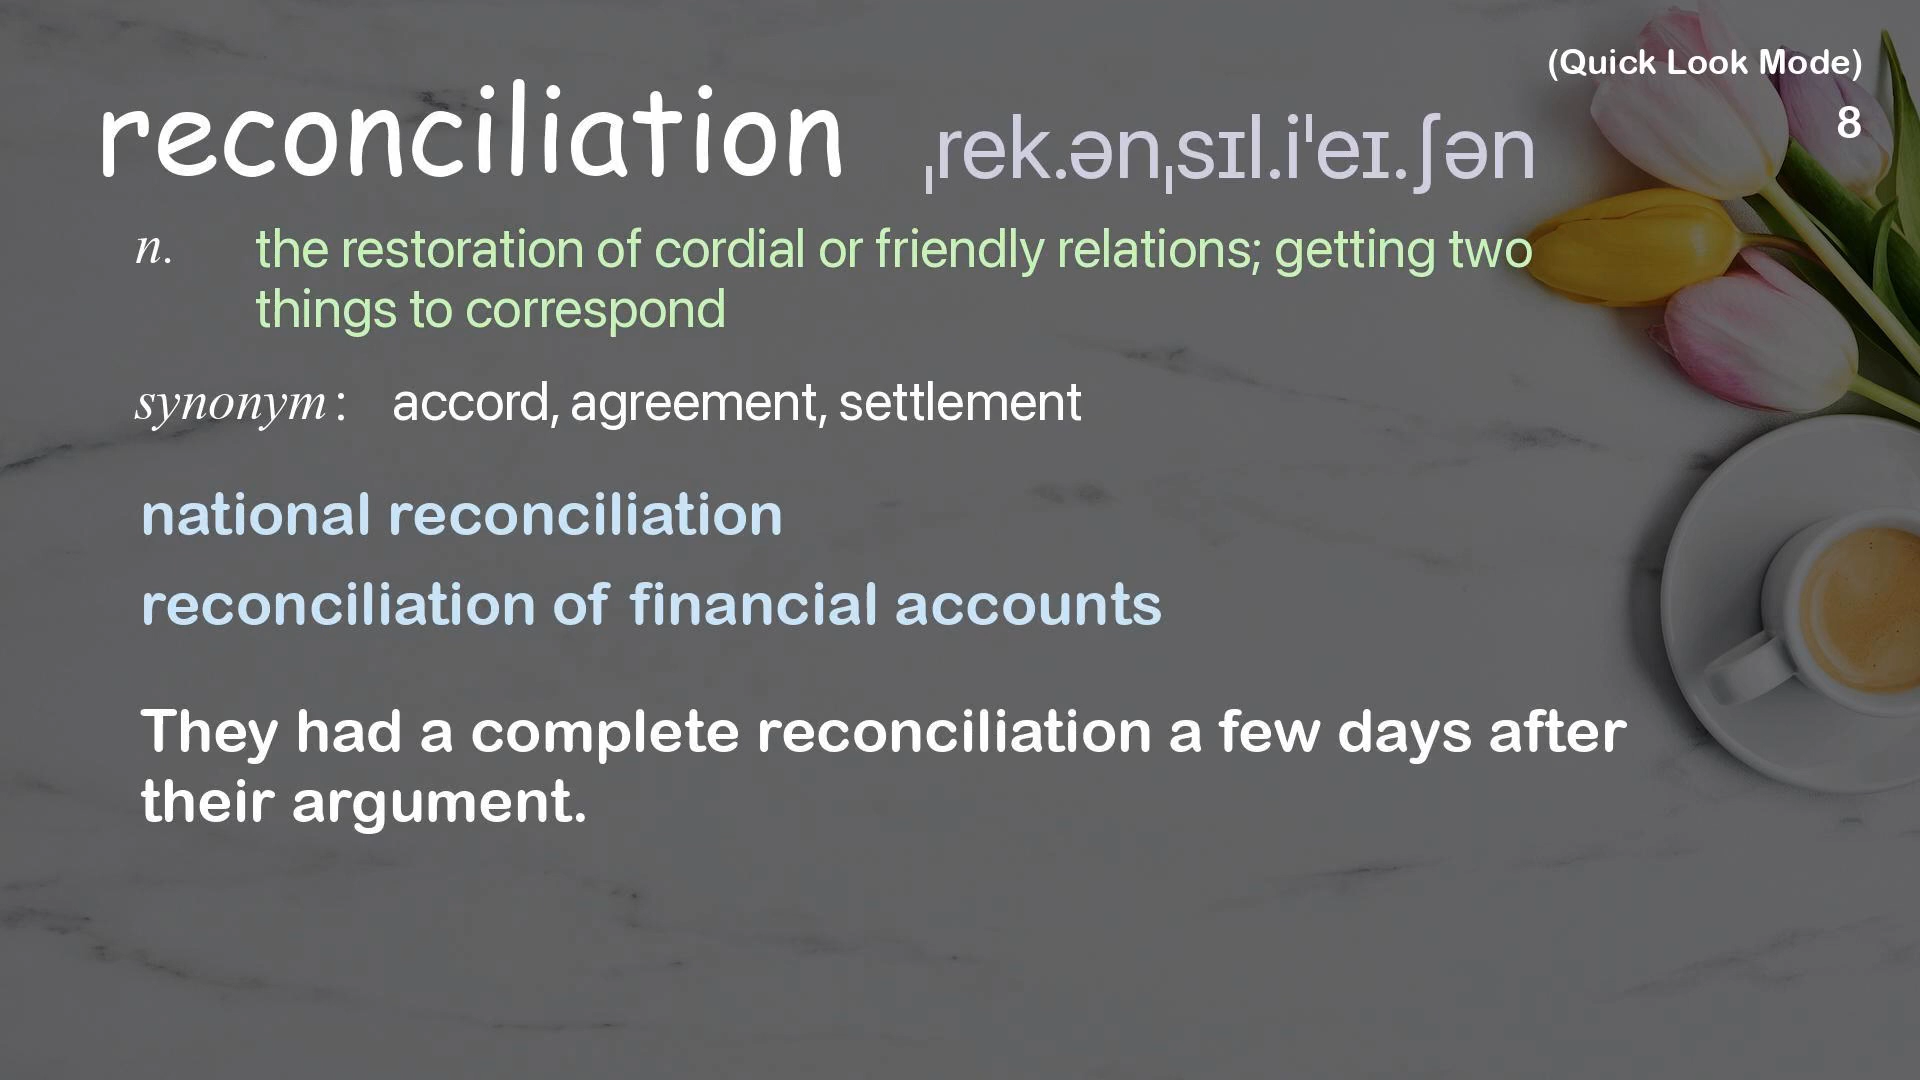 (Quick Look Mode)
8
reconciliation ˌrek.ənˌsɪl.iˈeɪ.ʃən
n. the restoration of cordial or friendly relations; getting two
things to correspond
synonym: accord, agreement, settlement
national reconciliation
reconciliation of financial accounts
They had a complete reconciliation a few days after
their argument.